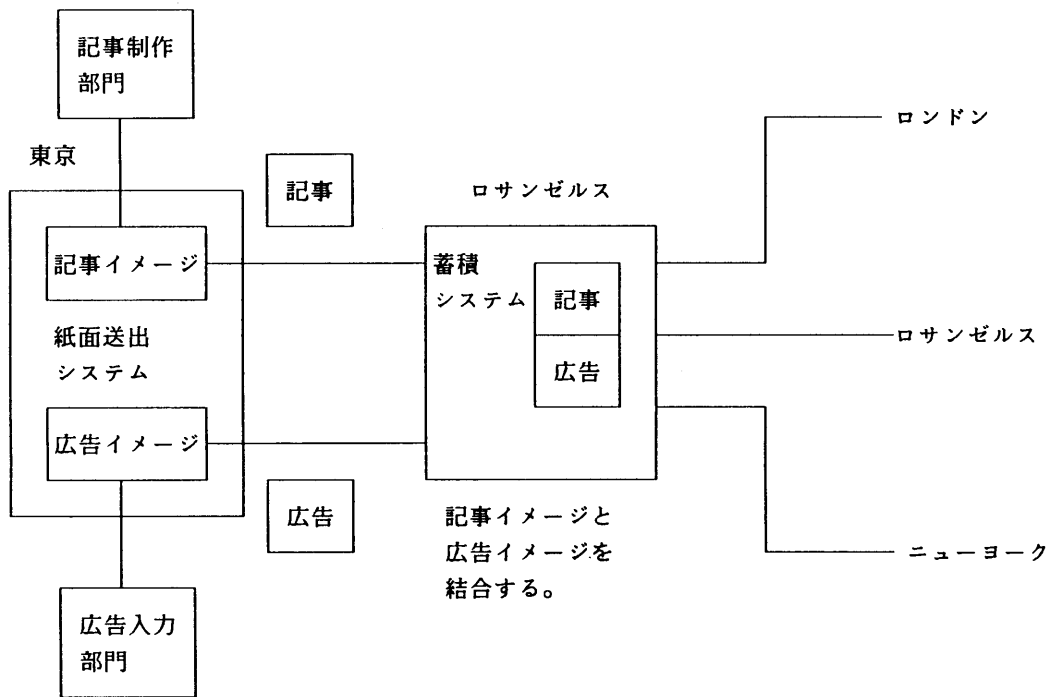 記事制作
部門
東京
記事
ロサンゼルス
ロンドン
記事イメージ
蓄積
システム
記事
紙面送出
システム
広告
ロサンゼルス
広告イメージ
広告
記事イメージと
広告イメージを
結合する。
ニューヨーク
広告入力
部門